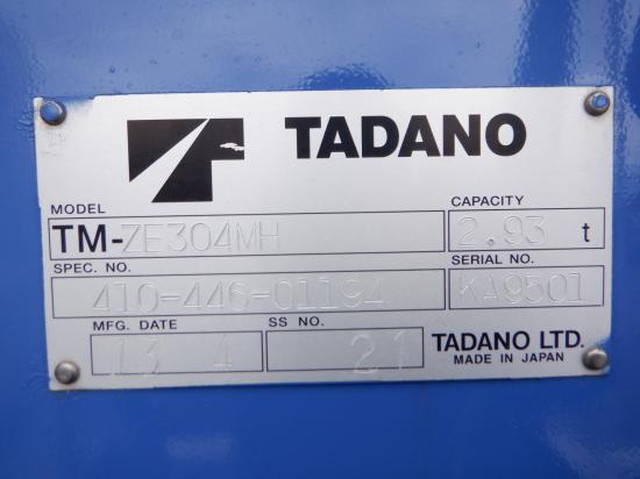 TADANO
MODEL
TM-ZE304MH
CAPACITY
2.93 t
SPEC. NO.
410-446-01194
SERIAL NO.
KA9501
MFG. DATE
13 4
SS NO.
21
TADANO LTD.
MADE IN JAPAN